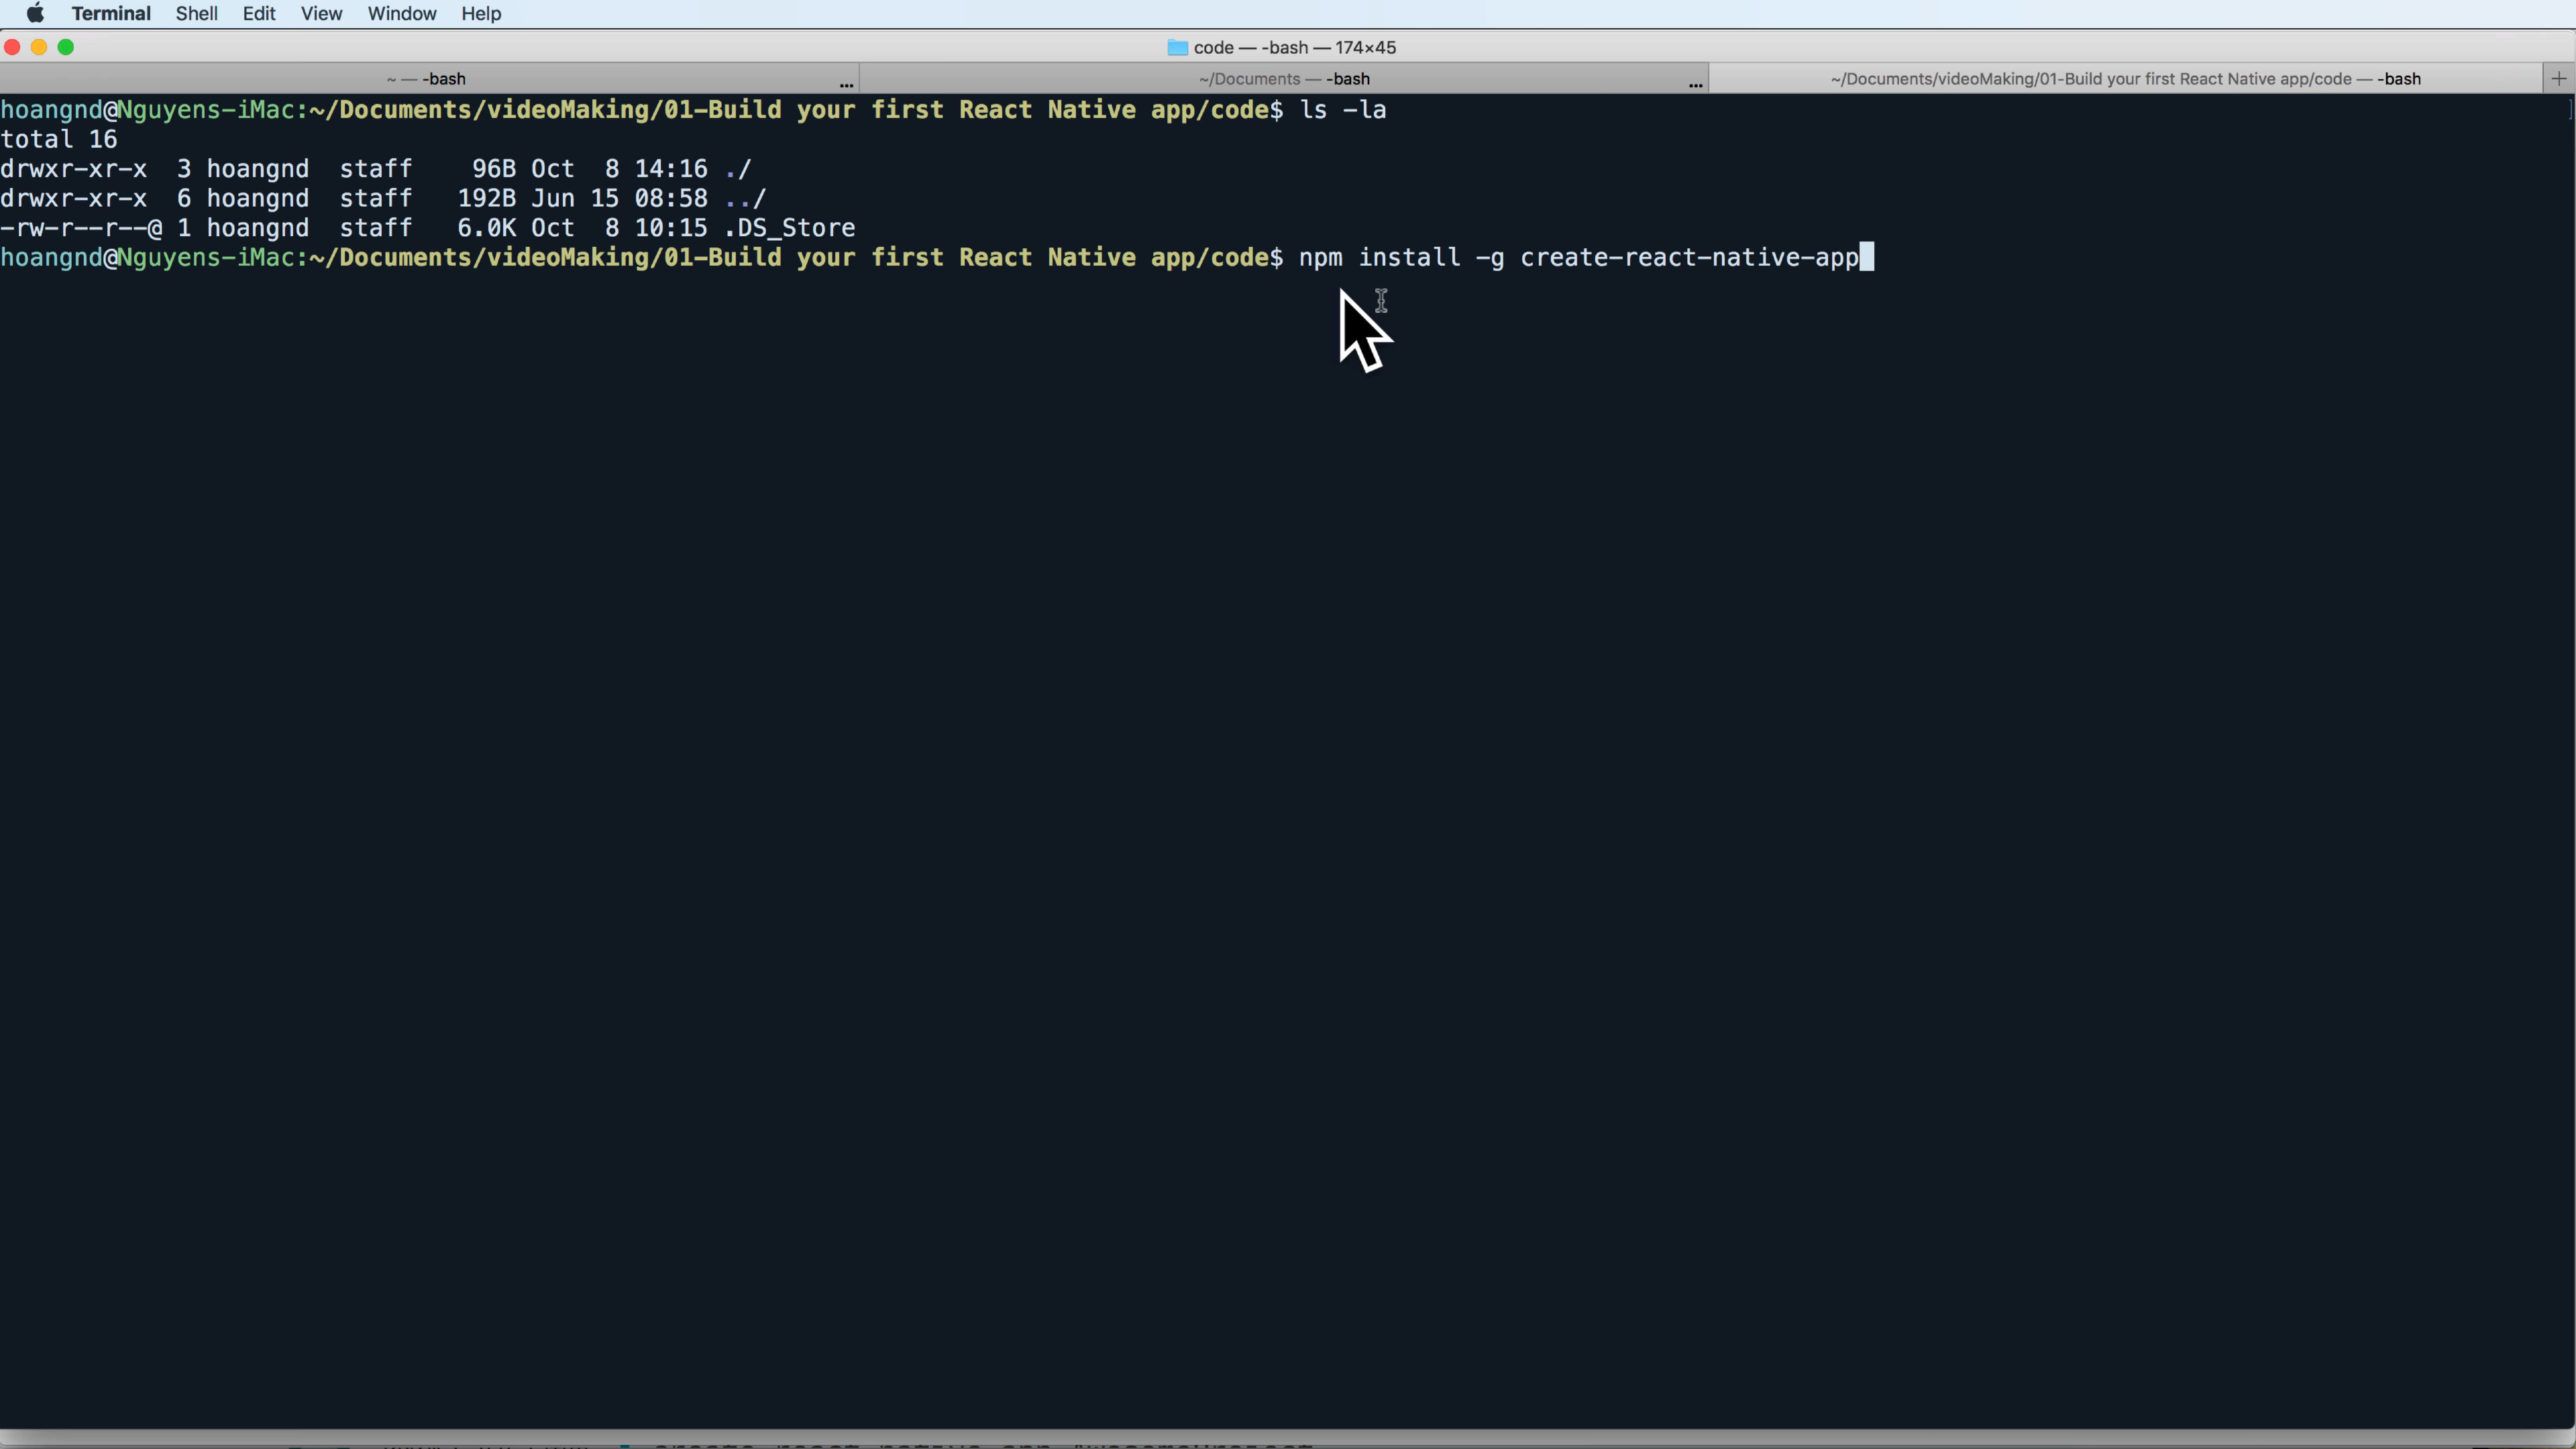 Terminal Shell Edit View Window Help
code — -bash — 174×45
~ — -bash ... ~/Documents — -bash ... ~/Documents/videoMaking/01-Build your first React Native app/code — -bash +
hoangnd@Nguyens-iMac:~/Documents/videoMaking/01-Build your first React Native app/code$ ls -la
total 16
drwxr-xr-x 3 hoangnd staff 96B Oct 8 14:16 ./
drwxr-xr-x 6 hoangnd staff 192B Jun 15 08:58 ../
-rw-r--r--@ 1 hoangnd staff 6.0K Oct 8 10:15 .DS_Store
hoangnd@Nguyens-iMac:~/Documents/videoMaking/01-Build your first React Native app/code$ npm install -g create-react-native-app